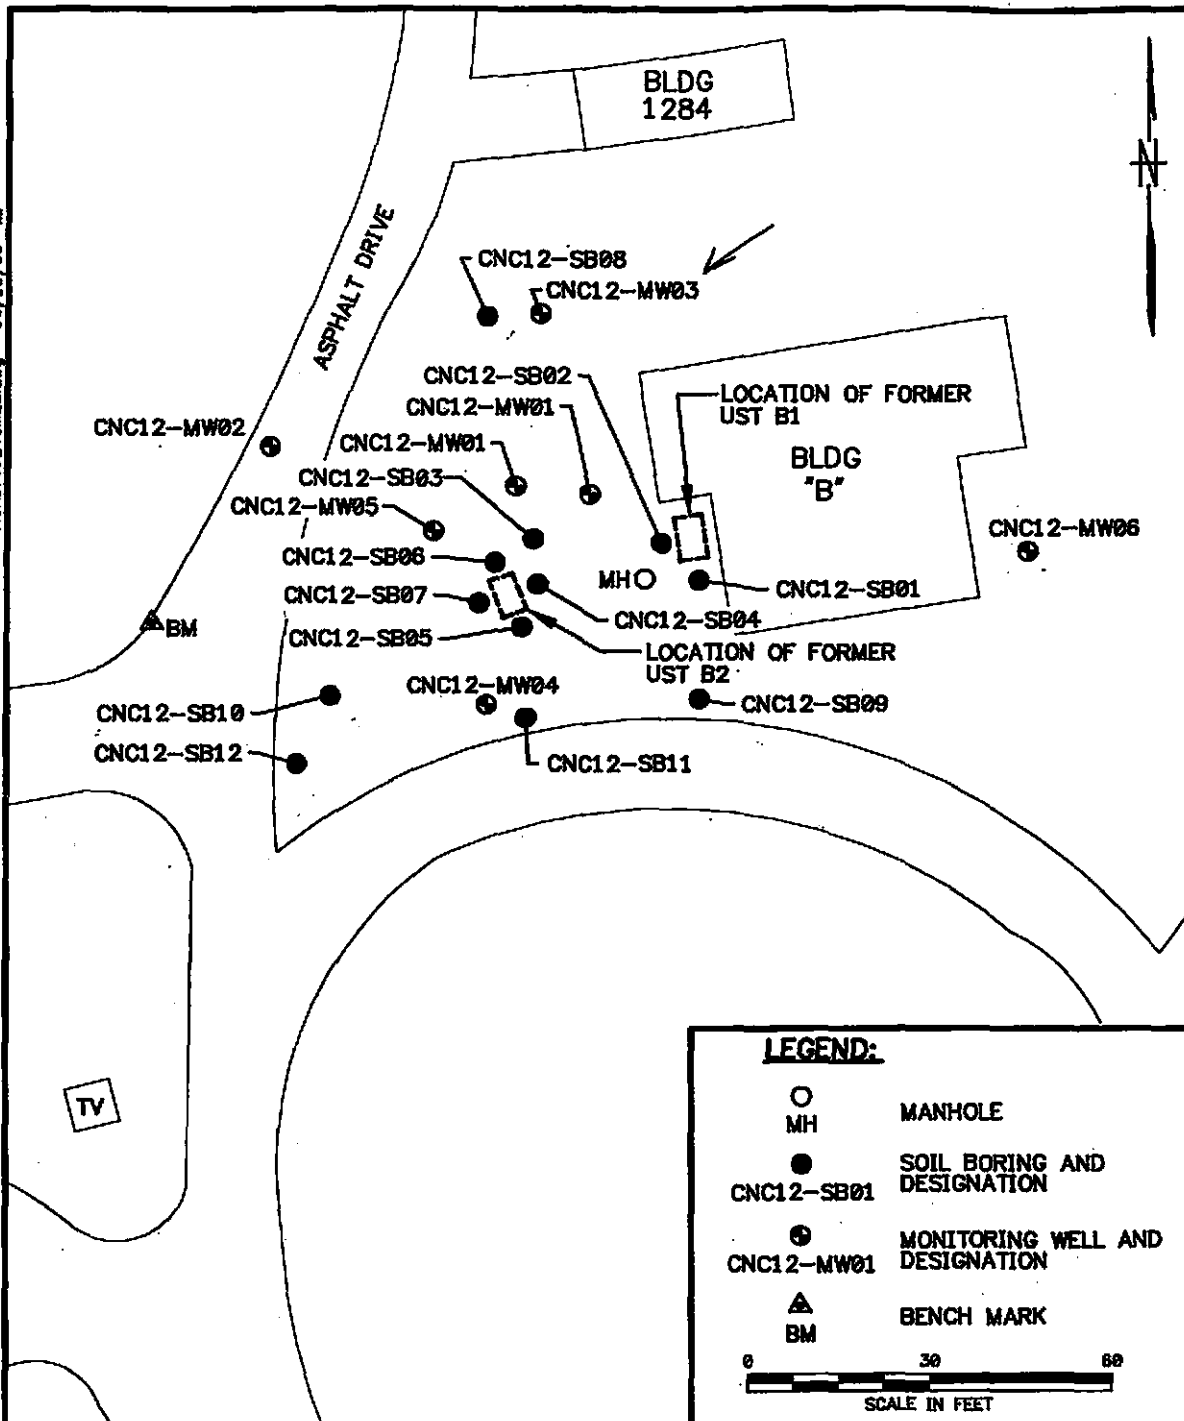 BLDG
1284
N
ASPHALT DRIVE
CNC12-SB08
CNC12-MW03
CNC12-SB02
LOCATION OF FORMER
UST B1
CNC12-MW01
CNC12-MW02
CNC12-MW01
BLDG
"B"
CNC12-SB03
CNC12-MW05
CNC12-MW06
CNC12-SB06
MH
CNC12-SB01
CNC12-SB07
CNC12-SB04
BM
CNC12-SB05
LOCATION OF FORMER
UST B2
CNC12-MW04
CNC12-SB09
CNC12-SB10
CNC12-SB12
CNC12-SB11
TV
LEGEND:
MH
MANHOLE
CNC12-SB01
SOIL BORING AND
DESIGNATION
CNC12-MW01
MONITORING WELL AND
DESIGNATION
BM
BENCH MARK
0 30 60
SCALE IN FEET